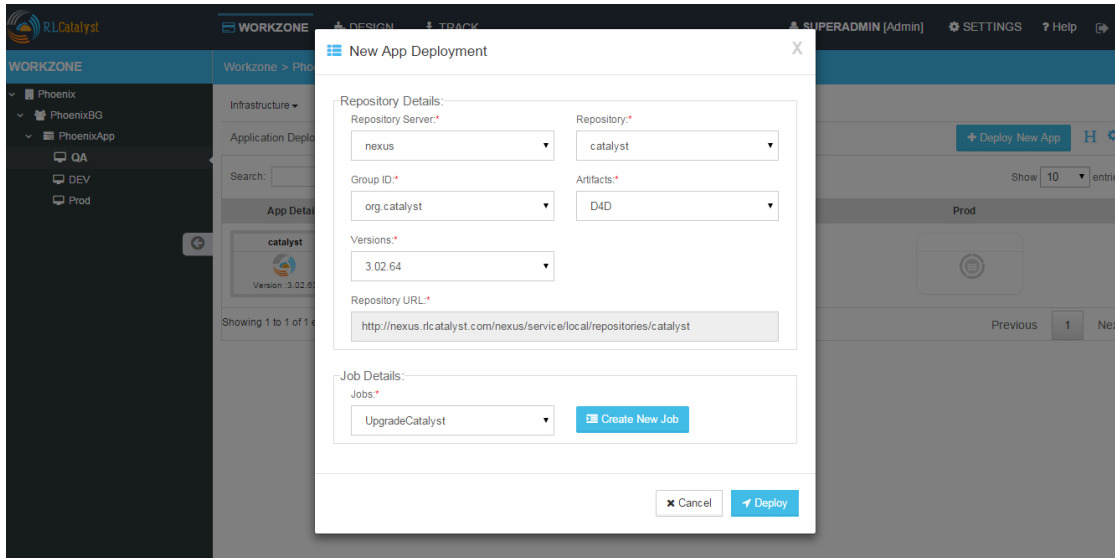 RLCatalyst
WORKZONE
DESIGN
TRACK
SUPERADMIN [Admin]
SETTINGS
? Help
WORKZONE
Workzone > Pho
Phoenix
PhoenixBG
PhoenixApp
QA
DEV
Prod
Infrastructure
Application Deplo
Deploy New App
H
Search:
Show 10 entrie
App Detai
Prod
catalyst
Version :3.02.6
Showing 1 to 1 of 1 e
Previous 1 Nex
New App Deployment
X
Repository Details:
Repository Server:* Repository:*
nexus catalyst
Group ID:* Artifacts:*
org.catalyst D4D
Versions:*
3.02.64
Repository URL:*
http://nexus.rlcatalyst.com/nexus/service/local/repositories/catalyst
Job Details:
Jobs:*
UpgradeCatalyst Create New Job
Cancel Deploy